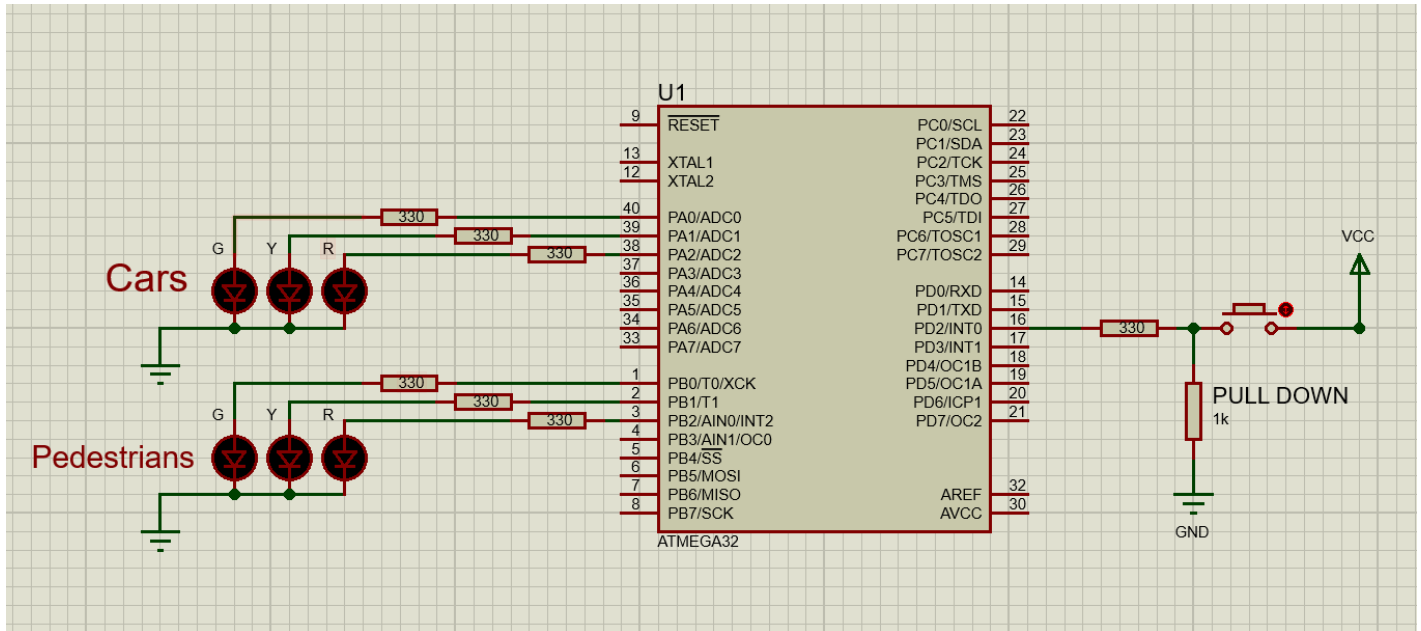 U1
9 RESET
13 XTAL1
12 XTAL2
40 PA0/ADC0
39 PA1/ADC1
38 PA2/ADC2
37 PA3/ADC3
36 PA4/ADC4
35 PA5/ADC5
34 PA6/ADC6
33 PA7/ADC7
1 PB0/T0/XCK
2 PB1/T1
3 PB2/AIN0/INT2
4 PB3/AIN1/OC0
5 PB4/SS
6 PB5/MOSI
7 PB6/MISO
8 PB7/SCK
PC0/SCL 22
PC1/SDA 23
PC2/TCK 24
PC3/TMS 25
PC4/TDO 26
PC5/TDI 27
PC6/TOSC1 28
PC7/TOSC2 29
PD0/RXD 14
PD1/TXD 15
PD2/INT0 16
PD3/INT1 17
PD4/OC1B 18
PD5/OC1A 19
PD6/ICP1 20
PD7/OC2 21
AREF 32
AVCC 30
ATMEGA32
330
330
330
G Y R
Cars
330
330
330
G Y R
Pedestrians
VCC
330
PULL DOWN
1k
GND